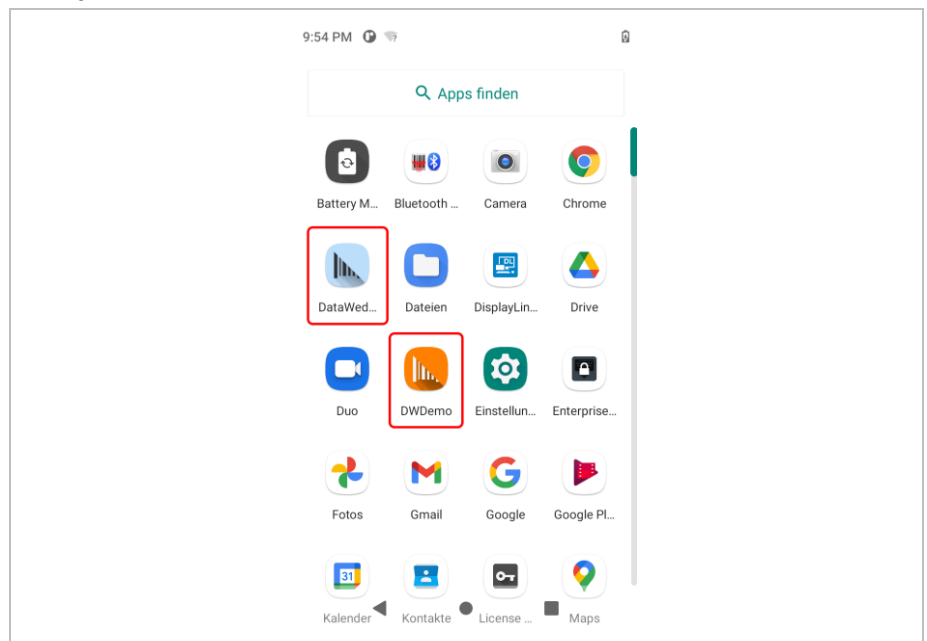 9:54 PM
Apps finden
Battery M... Bluetooth ... Camera Chrome
DataWed... Dateien DisplayLin... Drive
Duo DWDemo Einstellun... Enterprise...
Fotos Gmail Google Google Pl...
31
Kalender Kontakte License ... Maps